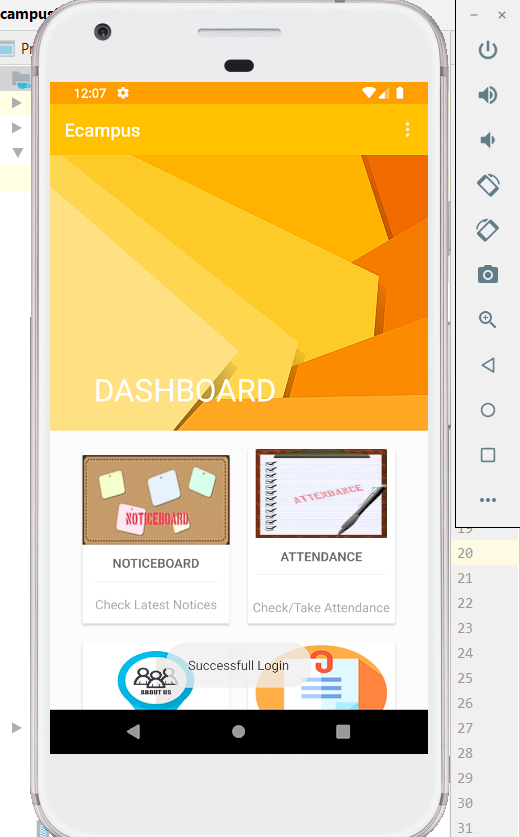 campus
Pr
12:07
Ecampus
DASHBOARD
NOTICEBOARD
ATTENDANCE
NOTICEBOARD
ATTENDANCE
Check Latest Notices
Check/Take Attendance
Successfull Login
ABOUT US
19
20
21
22
23
24
25
26
27
28
29
30
31